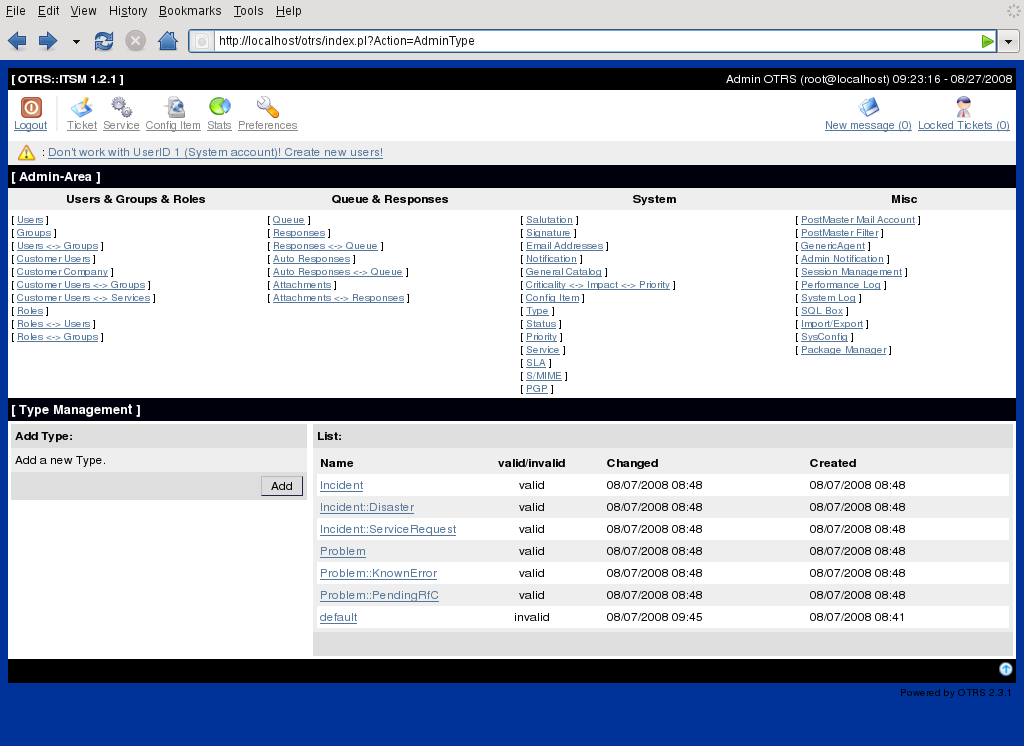 File Edit View History Bookmarks Tools Help
http://localhost/otrs/index.pl?Action=AdminType
[ OTRS::ITSM 1.2.1 ] Admin OTRS (root@localhost) 09:23:16 - 08/27/2008
Logout Ticket Service Config Item Stats Preferences New message (0) Locked Tickets (0)
: Don't work with UserID 1 (System account)! Create new users!
[ Admin-Area ]
Users & Groups & Roles Queue & Responses System Misc
[ Users ] [ Queue ] [ Salutation ] [ PostMaster Mail Account ]
[ Groups ] [ Responses ] [ Signature ] [ PostMaster Filter ]
[ Users <-> Groups ] [ Responses <-> Queue ] [ Email Addresses ] [ GenericAgent ]
[ Customer Users ] [ Auto Responses ] [ Notification ] [ Admin Notification ]
[ Customer Company ] [ Auto Responses <-> Queue ] [ General Catalog ] [ Session Management ]
[ Customer Users <-> Groups ] [ Attachments ] [ Criticality <-> Impact <-> Priority ] [ Performance Log ]
[ Customer Users <-> Services ] [ Attachments <-> Responses ] [ Config Item ] [ System Log ]
[ Roles ] [ Type ] [ SQL Box ]
[ Roles <-> Users ] [ Status ] [ Import/Export ]
[ Roles <-> Groups ] [ Priority ] [ SysConfig ]
[ Service ] [ Package Manager ]
[ SLA ]
[ S/MIME ]
[ PGP ]
[ Type Management ]
Add Type: List:
Add a new Type. Name valid/invalid Changed Created
Add Incident valid 08/07/2008 08:48 08/07/2008 08:48
Incident::Disaster valid 08/07/2008 08:48 08/07/2008 08:48
Incident::ServiceRequest valid 08/07/2008 08:48 08/07/2008 08:48
Problem valid 08/07/2008 08:48 08/07/2008 08:48
Problem::KnownError valid 08/07/2008 08:48 08/07/2008 08:48
Problem::PendingRfC valid 08/07/2008 08:48 08/07/2008 08:48
default invalid 08/07/2008 09:45 08/07/2008 08:41
Powered by OTRS 2.3.1